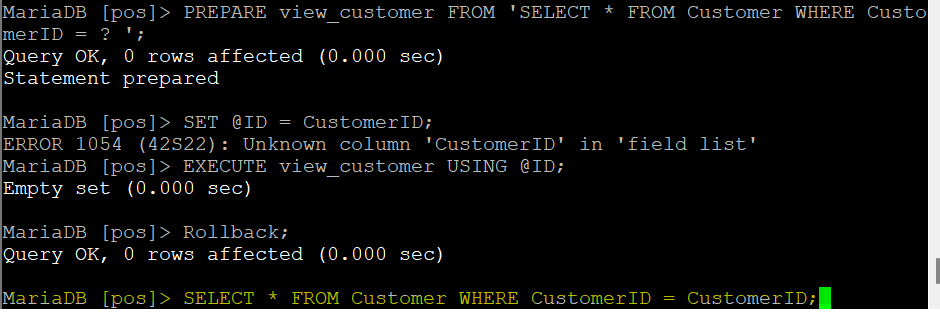 MariaDB [pos]> PREPARE view_customer FROM 'SELECT * FROM Customer WHERE Custo
merID = ? ';
Query OK, 0 rows affected (0.000 sec)
Statement prepared
MariaDB [pos]> SET @ID = CustomerID;
ERROR 1054 (42S22): Unknown column 'CustomerID' in 'field list'
MariaDB [pos]> EXECUTE view_customer USING @ID;
Empty set (0.000 sec)
MariaDB [pos]> Rollback;
Query OK, 0 rows affected (0.000 sec)
MariaDB [pos]> SELECT * FROM Customer WHERE CustomerID = CustomerID;